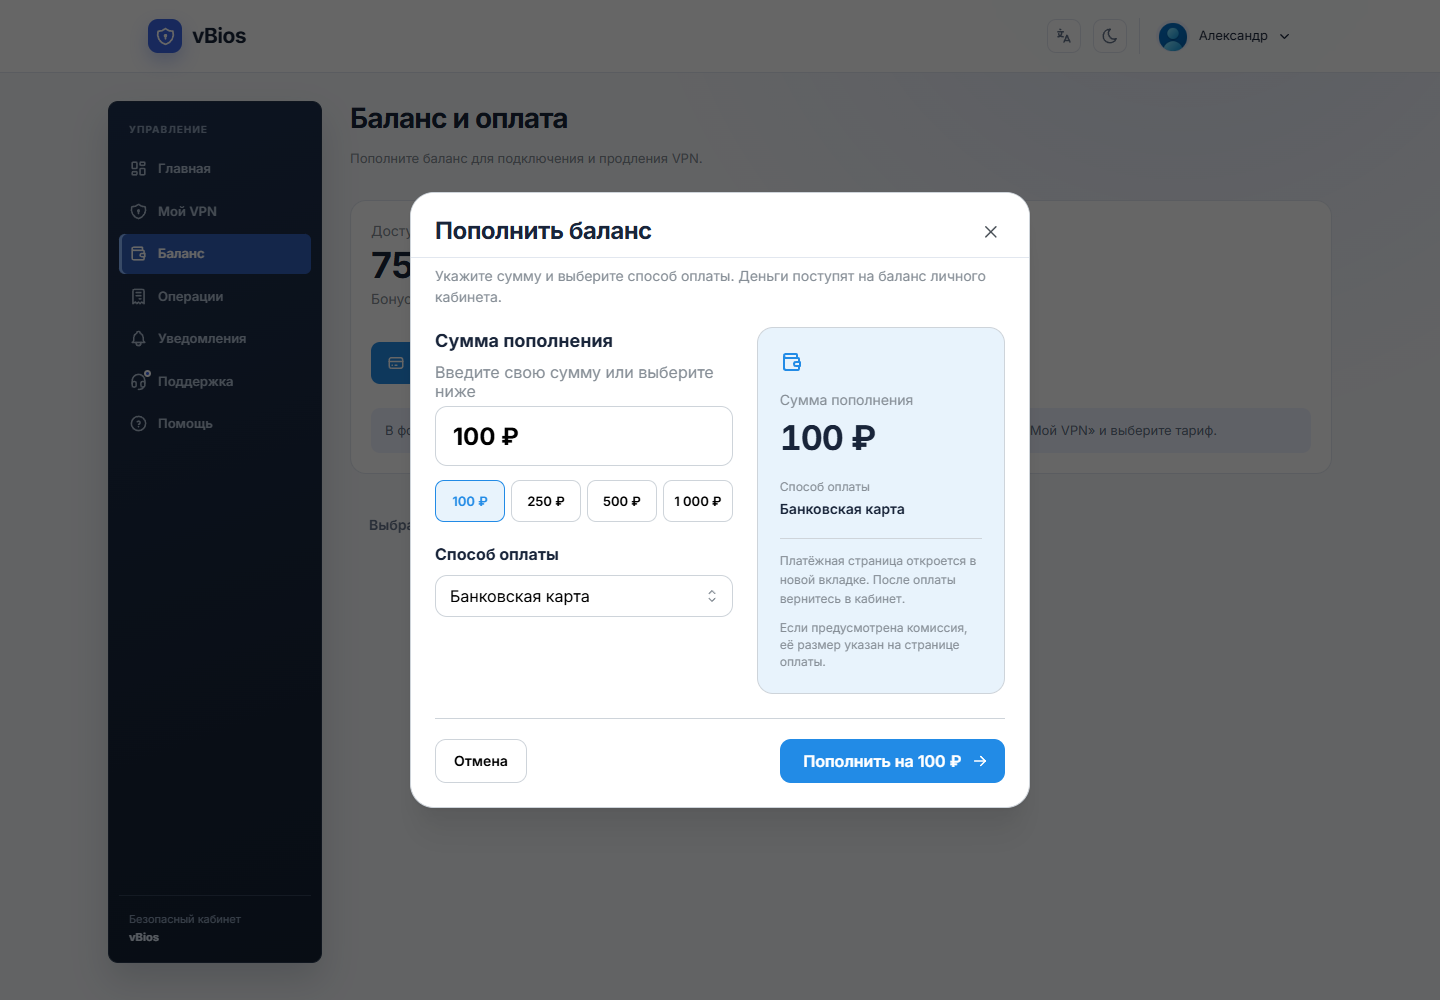 vBios
Александр
УПРАВЛЕНИЕ
Главная
Мой VPN
Баланс
Операции
Уведомления
Поддержка
Помощь
Безопасный кабинет
vBios
Баланс и оплата
Пополните баланс для подключения и продления VPN.
75
Мой VPN» и выберите тариф.
Пополнить баланс
Укажите сумму и выберите способ оплаты. Деньги поступят на баланс личного
кабинета.
Сумма пополнения
Введите свою сумму или выберите
ниже
100 ₽
100 ₽ 250 ₽ 500 ₽ 1 000 ₽
Способ оплаты
Банковская карта
Сумма пополнения
100 ₽
Способ оплаты
Банковская карта
Платёжная страница откроется в
новой вкладке. После оплаты
вернитесь в кабинет.
Если предусмотрена комиссия,
её размер указан на странице
оплаты.
Отмена
Пополнить на 100 ₽